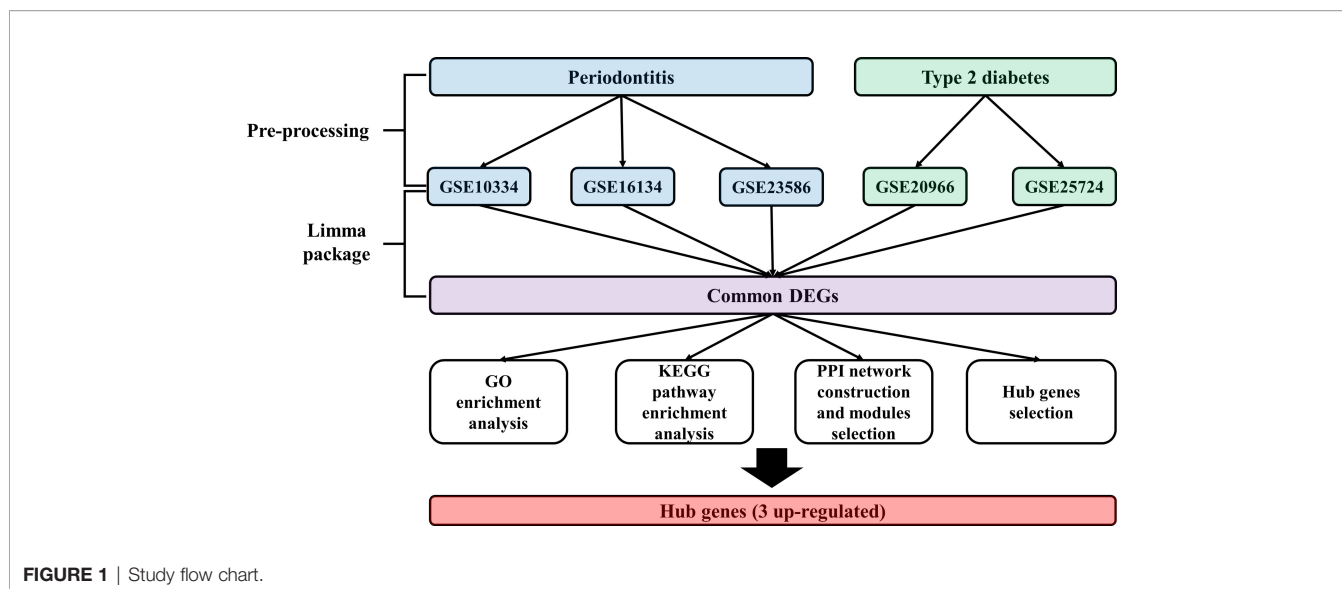 Periodontitis
Type 2 diabetes
Pre-processing
GSE10334
GSE16134
GSE23586
GSE20966
GSE25724
Limma
package
Common DEGs
GO
enrichment
analysis
KEGG
pathway
enrichment
analysis
PPI network
construction
and modules
selection
Hub genes
selection
Hub genes (3 up-regulated)
FIGURE 1 | Study flow chart.